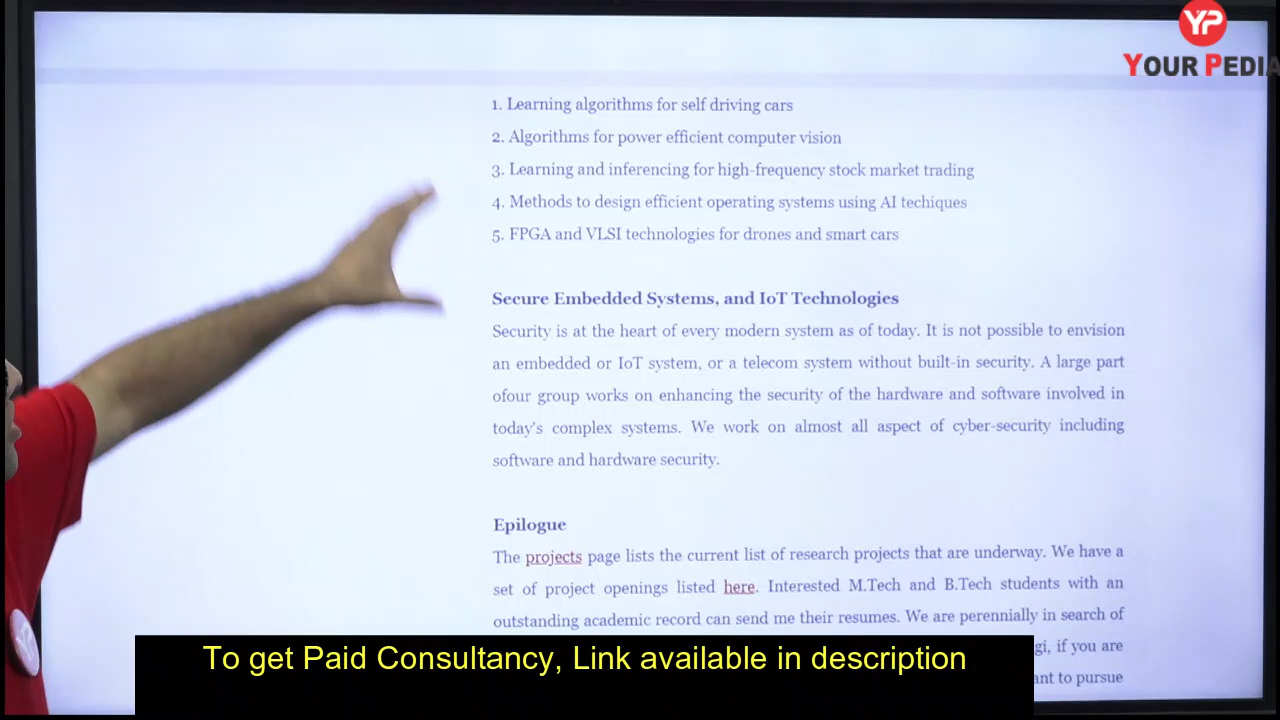 YP
YOUR PEDIA
1. Learning algorithms for self driving cars
2. Algorithms for power efficient computer vision
3. Learning and inferencing for high-frequency stock market trading
4. Methods to design efficient operating systems using AI techiques
5. FPGA and VLSI technologies for drones and smart cars
Secure Embedded Systems, and IoT Technologies
Security is at the heart of every modern system as of today. It is not possible to envision
an embedded or IoT system, or a telecom system without built-in security. A large part
ofour group works on enhancing the security of the hardware and software involved in
today's complex systems. We work on almost all aspect of cyber-security including
software and hardware security.
Epilogue
The projects page lists the current list of research projects that are underway. We have a
set of project openings listed here. Interested M.Tech and B.Tech students with an
outstanding academic record can send me their resumes. We are perennially in search of
if you are
to pursue
To get Paid Consultancy, Link available in description